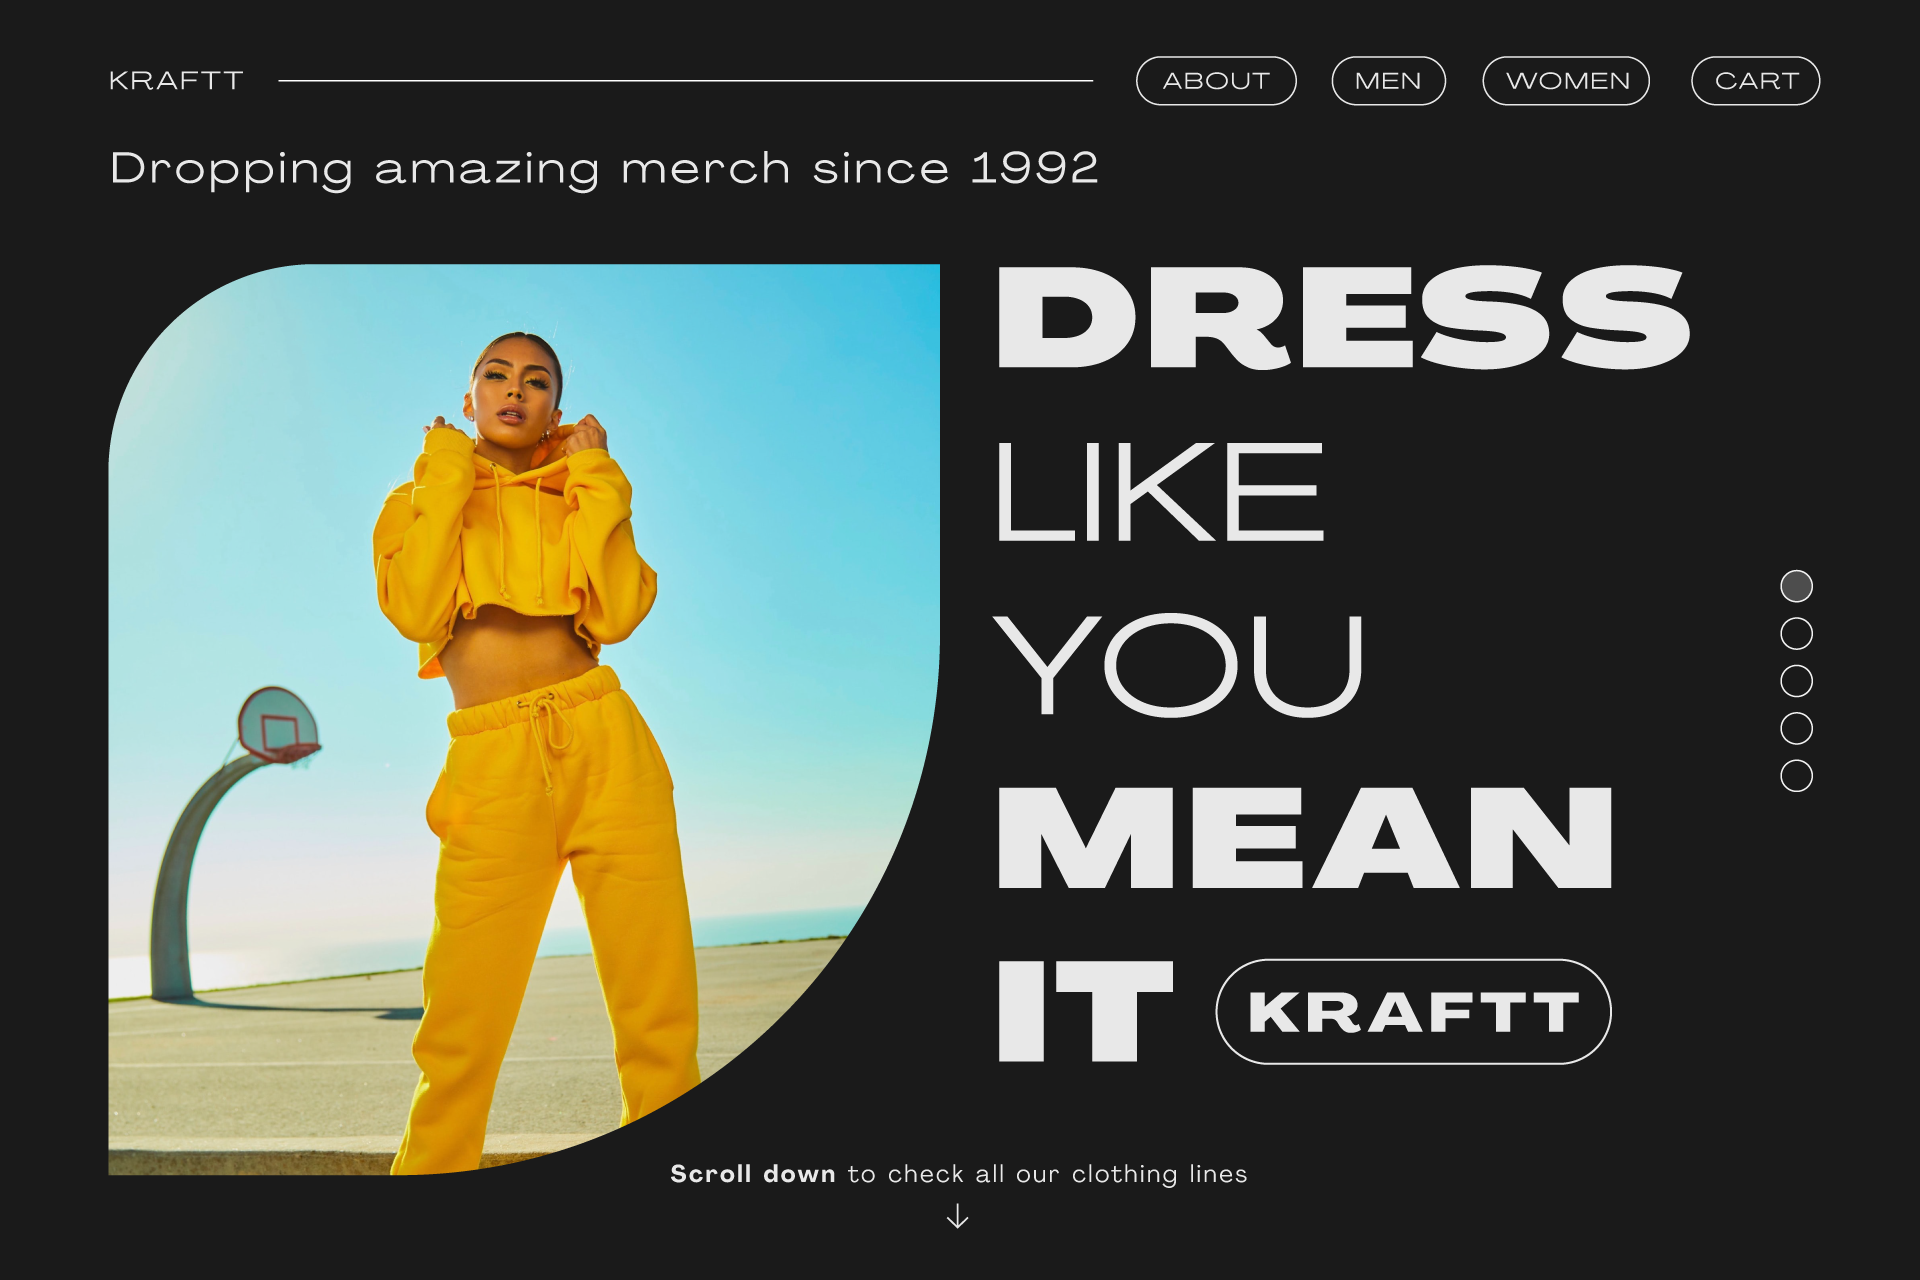 KRAFTT
ABOUT
MEN
WOMEN
CART
Dropping amazing merch since 1992
DRESS
LIKE
YOU
MEAN
IT KRAFTT
Scroll down to check all our clothing lines